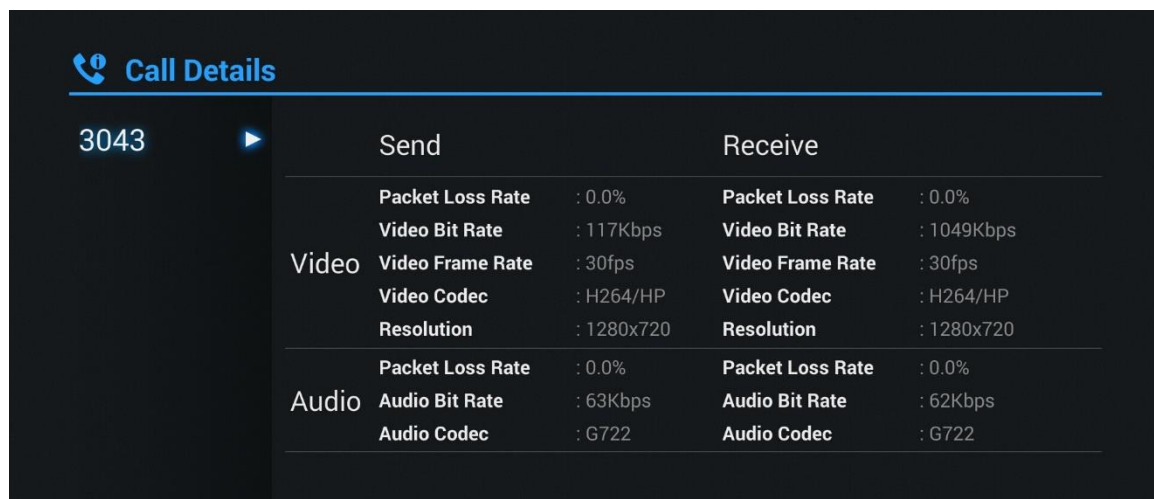 Call Details
3043
Send Receive
Video
Packet Loss Rate : 0.0% Packet Loss Rate : 0.0%
Video Bit Rate : 117Kbps Video Bit Rate : 1049Kbps
Video Frame Rate : 30fps Video Frame Rate : 30fps
Video Codec : H264/HP Video Codec : H264/HP
Resolution : 1280x720 Resolution : 1280x720
Audio
Packet Loss Rate : 0.0% Packet Loss Rate : 0.0%
Audio Bit Rate : 63Kbps Audio Bit Rate : 62Kbps
Audio Codec : G722 Audio Codec : G722